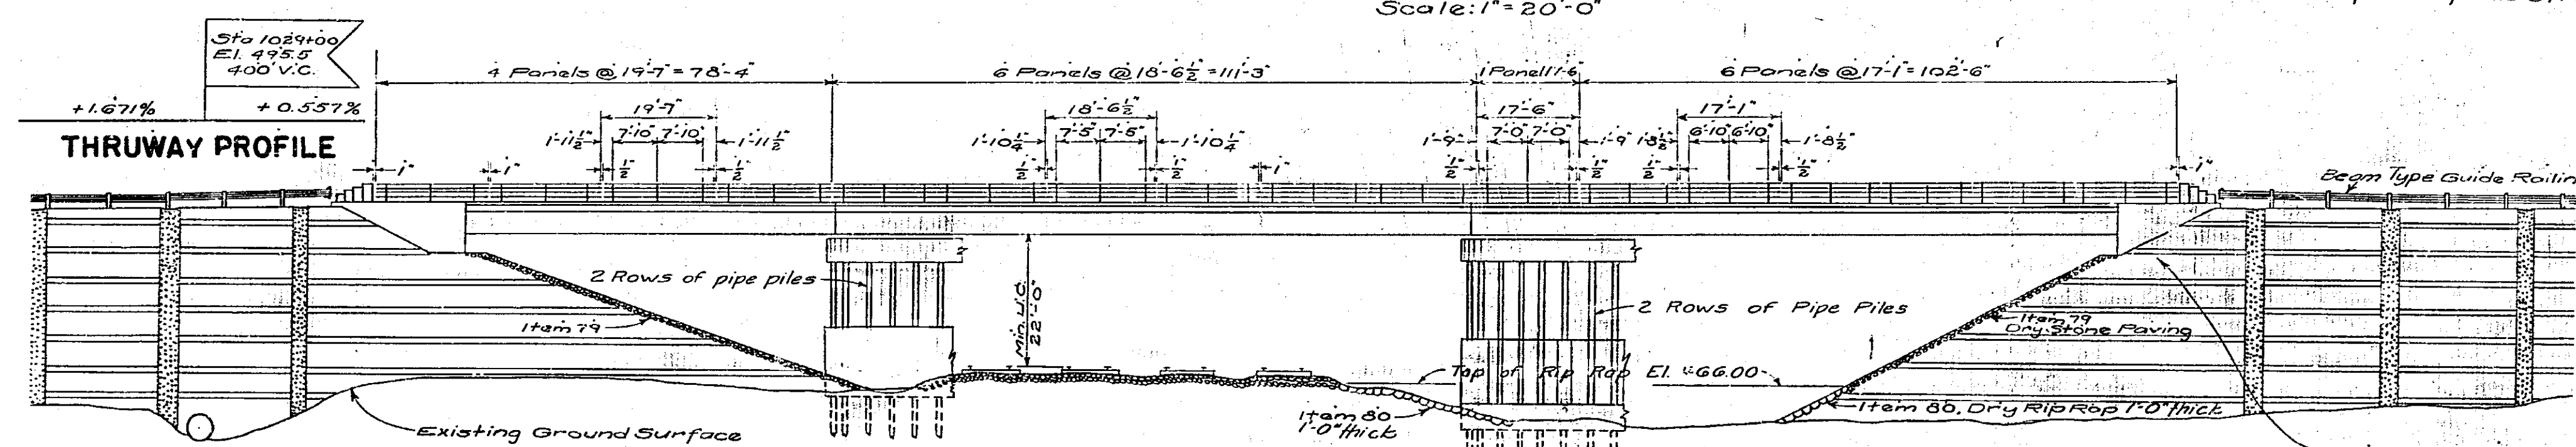 Scale: 1" = 20'-0"
Sta 1029+00
El. 495.5
400' V.C.
+1.671%
+0.557%
THRUWAY PROFILE
4 Panels @ 19'-7" = 78'-4"
6 Panels @ 18'-6½" = 111'-3"
1 Panel 17'-6"
6 Panels @ 17'-1" = 102'-6"
19'-7"
18'-6½"
17'-6"
17'-1"
1'-11½"
7'-10"
7'-10"
1'-11½"
1'-10¼"
7'-5"
7'-5"
1'-10¼"
1'-9"
7'-0"
7'-0"
1'-9"
1'-8½"
6'-10"
6'-10"
1'-8½"
1"
1"
½"
½"
½"
½"
1"
½"
½"
½"
½"
1"
Beam Type Guide Railin
2 Rows of pipe piles
Min. V.C.
22'-0"
2 Rows of Pipe Piles
Item 79
Item 79
Dry Stone Paving
Top of Rip Rap El. 466.00
Item 80
1'-0" thick
Item 80, Dry Rip Rap 1'-0" thick
Existing Ground Surface